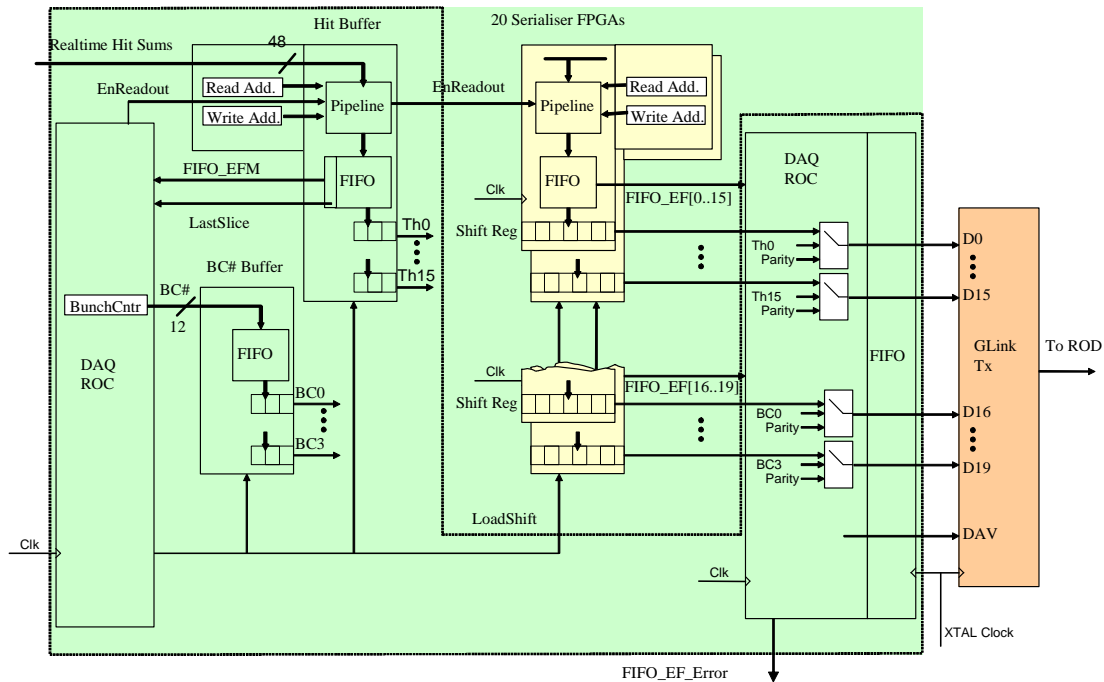 20 Serialiser FPGAs
Hit Buffer
Realtime Hit Sums
48
Read Add.
Write Add.
Pipeline
EnReadout
EnReadout
Pipeline
Read Add.
Write Add.
FIFO_EFM
FIFO
LastSlice
Th0
Th15
Clk
FIFO
FIFO_EF[0..15]
Shift Reg
DAQ
ROC
Th0
Parity
Th15
Parity
D0
D15
GLink
Tx
To ROD
BC# Buffer
BunchCntr
BC#
12
FIFO
DAQ
ROC
BC0
BC3
Clk
FIFO_EF[16..19]
Shift Reg
FIFO
BC0
Parity
BC3
Parity
D16
D19
LoadShift
DAV
Clk
Clk
XTAL Clock
FIFO_EF_Error